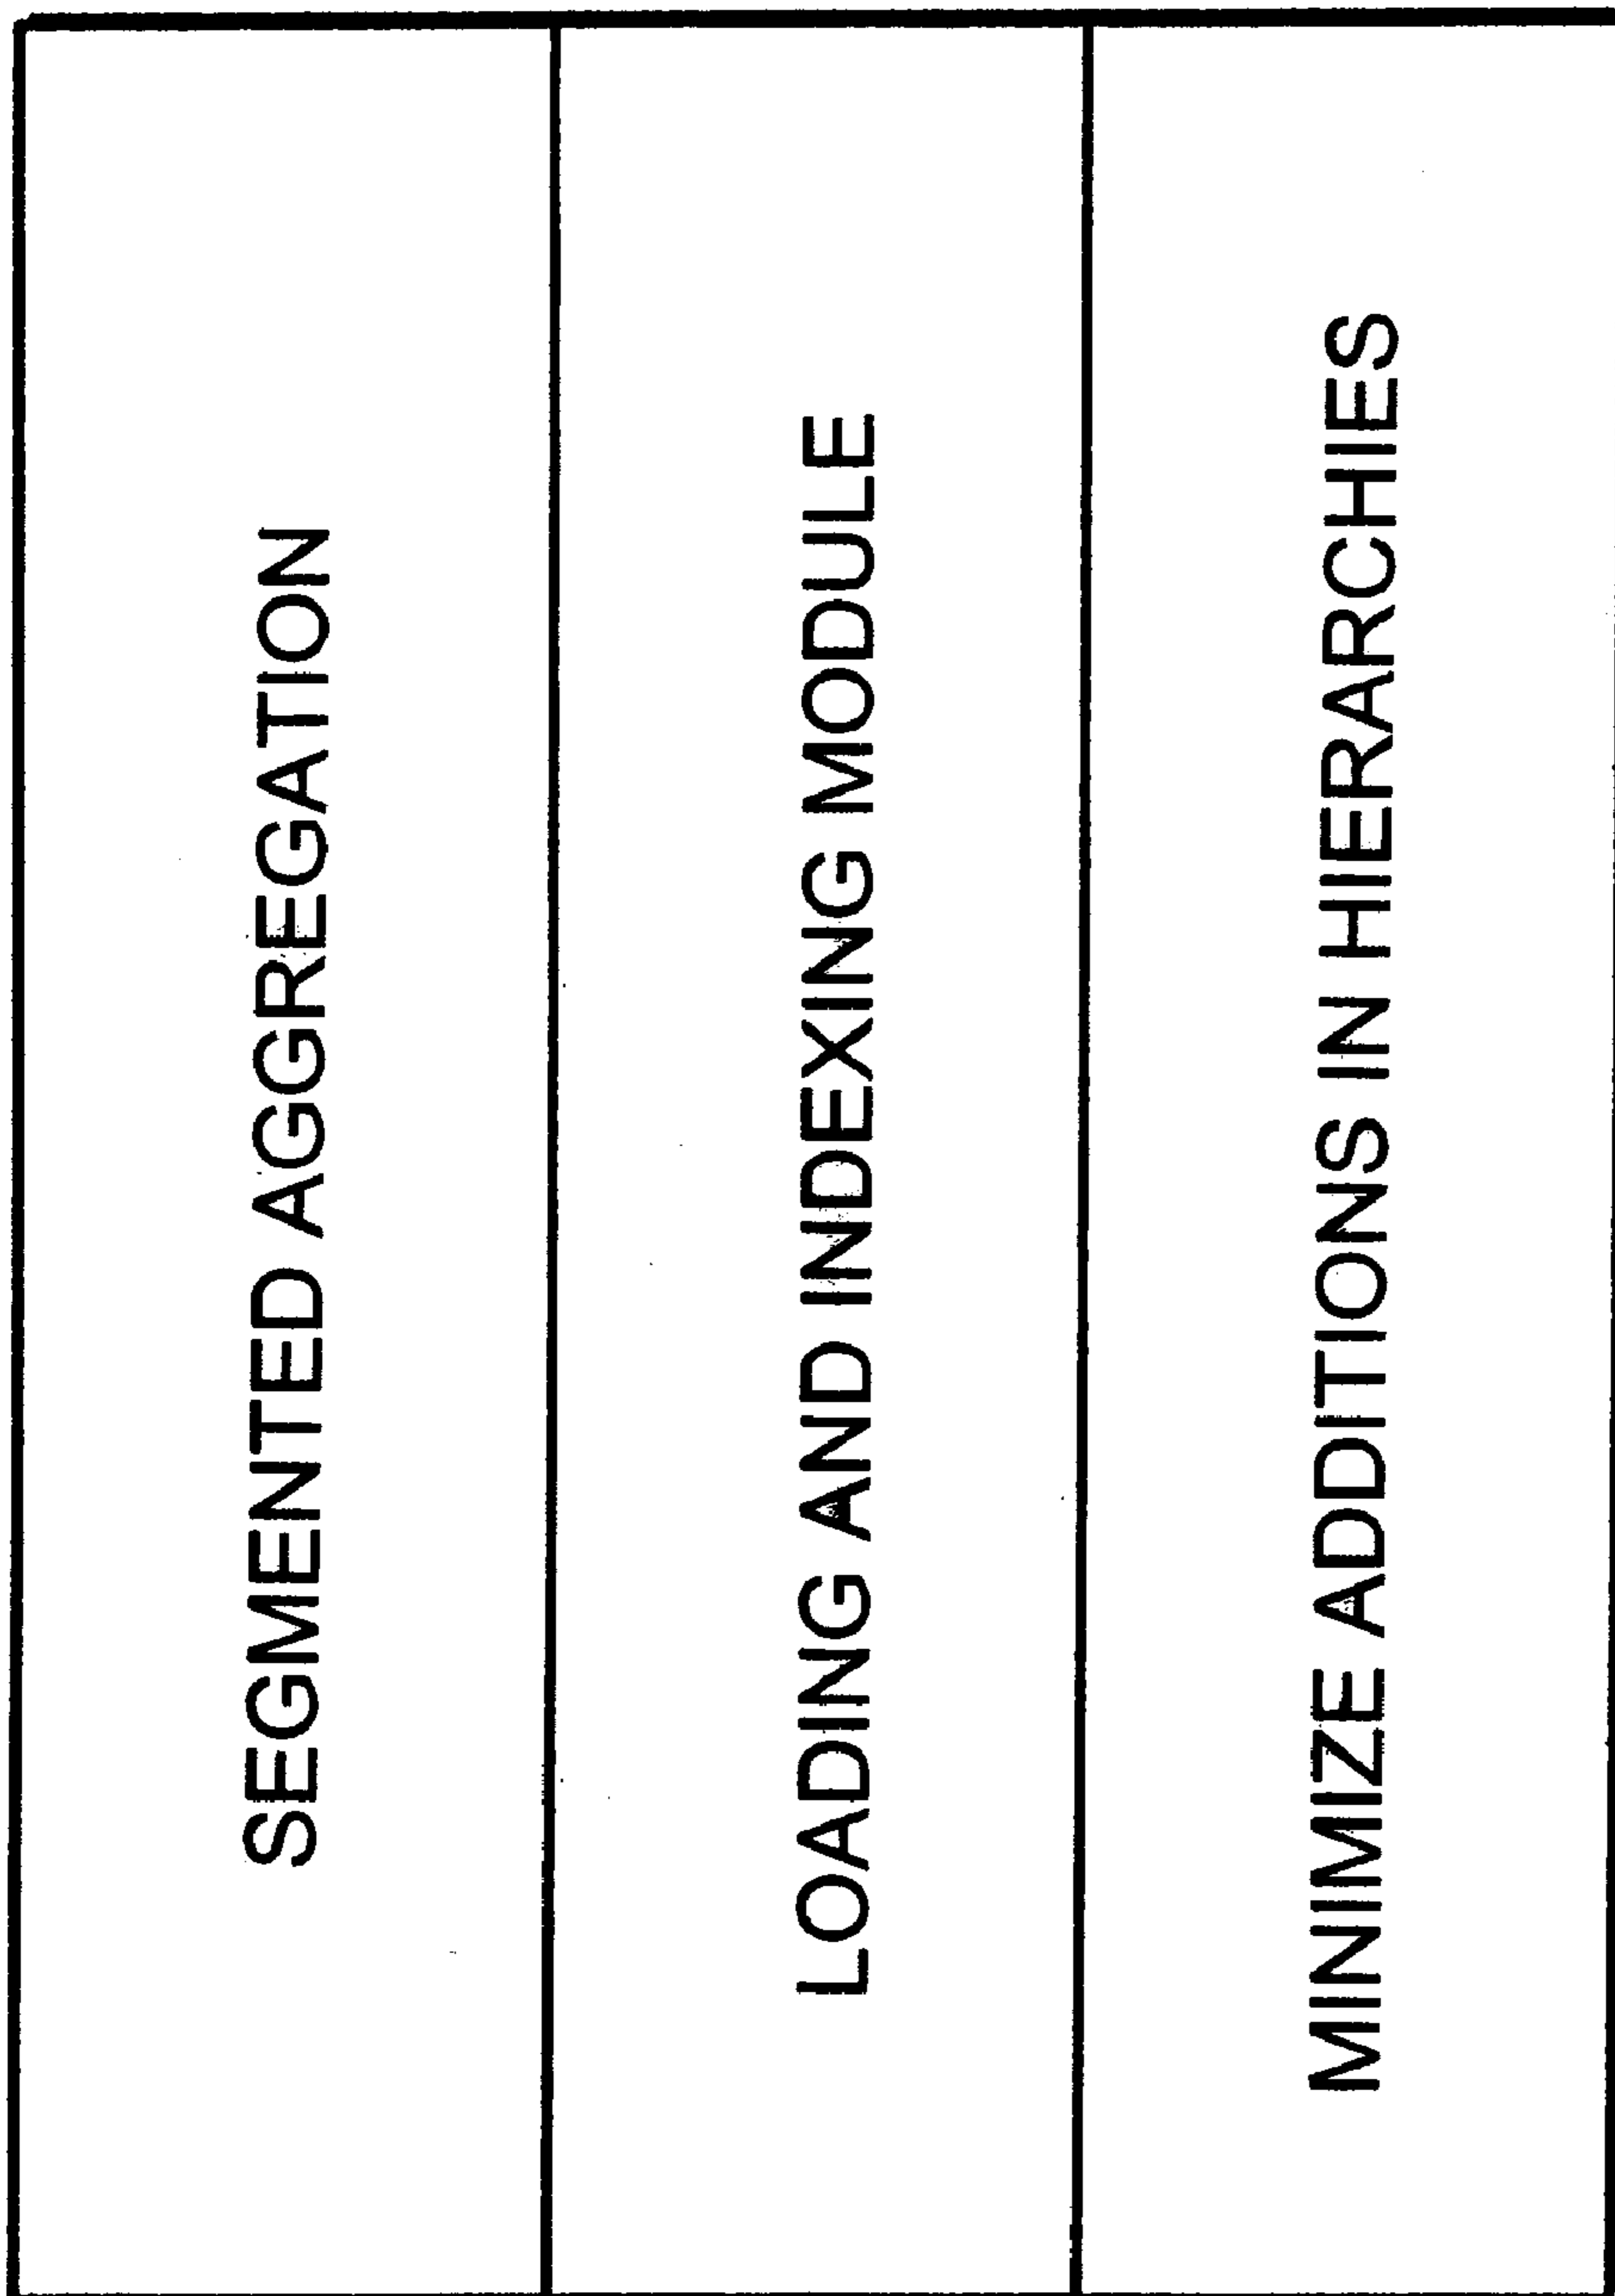 SEGMENTED AGGREGATION
LOADING AND INDEXING MODULE
MINIMIZE ADDITIONS IN HIERARCHIES